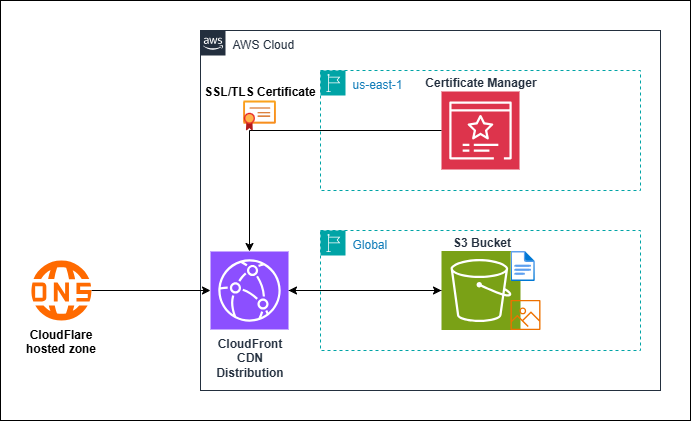 aws
AWS Cloud
us-east-1
Certificate Manager
SSL/TLS Certificate
Global
S3 Bucket
DNS
CloudFlare
hosted zone
CloudFront
CDN
Distribution